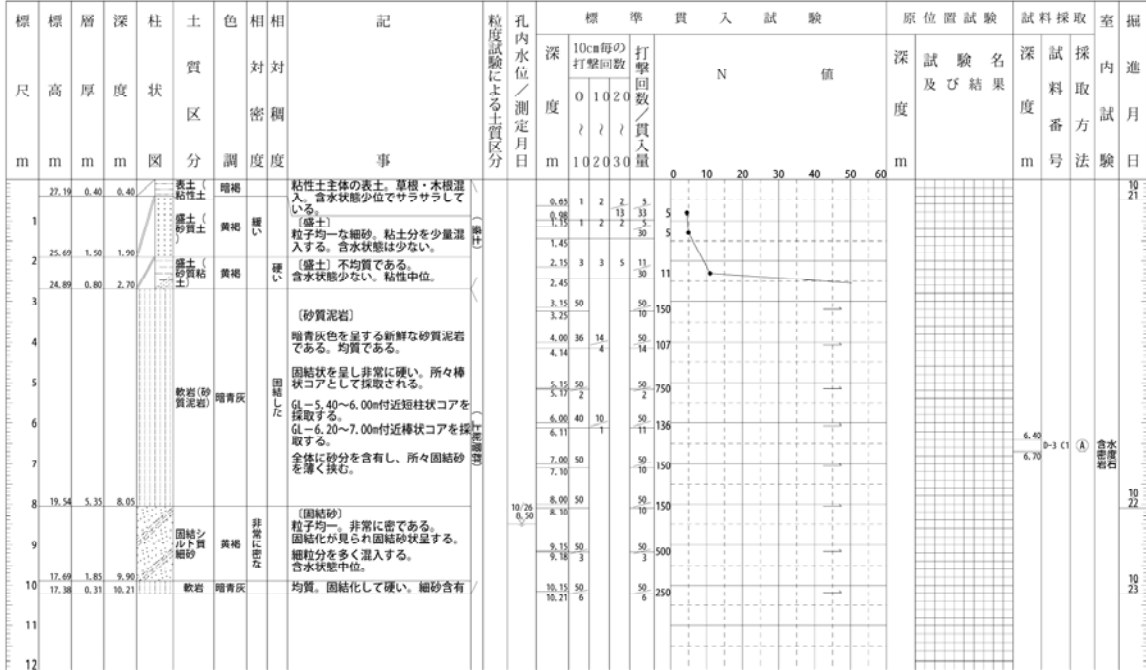 標尺 m
標高 m
層厚 m
深度 m
柱状図
土質区分
色調
相対密度
相対稠度
記事
粒度試験による土質区分
孔内水位/測定月日
標準貫入試験
深度 m
10cm毎の打撃回数
0〜10
10〜20
20〜30
打撃回数/貫入量
N値
0 10 20 30 40 50 60
原位置試験
深度 m
試験名及び結果
試料採取
深度 m
試料番号
採取方法
室内試験
掘進月日
1
2
3
4
5
6
7
8
9
10
11
12
27.19 0.40 0.40
表土(粘性土
暗褐
粘性土主体の表土。草根・木根混
入。含水状態少位でサラサラして
いる。
25.69 1.50 1.90
盛土(砂質土)
黄褐
緩い
〔盛土〕
粒子均一な細砂。粘土分を少量混
入する。含水状態は少ない。
24.89 0.80 2.70
盛土(砂質粘土)
黄褐
硬い
〔盛土〕不均質である。
含水状態少ない。粘性中位。
19.54 5.35 8.05
軟岩(砂質泥岩)
暗青灰
固結した
〔砂質泥岩〕
暗青灰色を呈する新鮮な砂質泥岩
である。均質である。
固結状を呈し非常に硬い。所々棒
状コアとして採取される。
GL-5.40〜6.00m付近短柱状コアを
採取する。
GL-6.20〜7.00m付近棒状コアを採
取する。
全体に砂分を含有し、所々固結砂
を薄く挟む。
17.69 1.85 9.90
固結シルト質細砂
黄褐
非常に密な
〔固結砂〕
粒子均一。非常に密である。
固結化が見られ固結砂状呈する。
細粒分を多く混入する。
含水状態中位。
17.38 0.31 10.21
軟岩
暗青灰
均質。固結化して硬い。細砂含有
10/26
0.50
0.65 1 2 2 5
0.98 13 33
5
1.15 1 2 2 5
1.45 30
5
2.15 3 3 5 11
2.45 30
11
3.15 50 50
3.25 10
150
4.00 36 14 50
4.14 4 14
107
5.15 50 50
5.17 2 2
750
6.00 40 10 50
6.11 1 11
136
7.00 50 50
7.10 10
150
8.00 50 50
8.10 10
150
9.15 50 50
9.18 3 3
500
10.15 50 50
10.21 6 6
250
6.40
6.70
D-3 C1
A
含水
密度
岩石
10
21
10
22
10
23